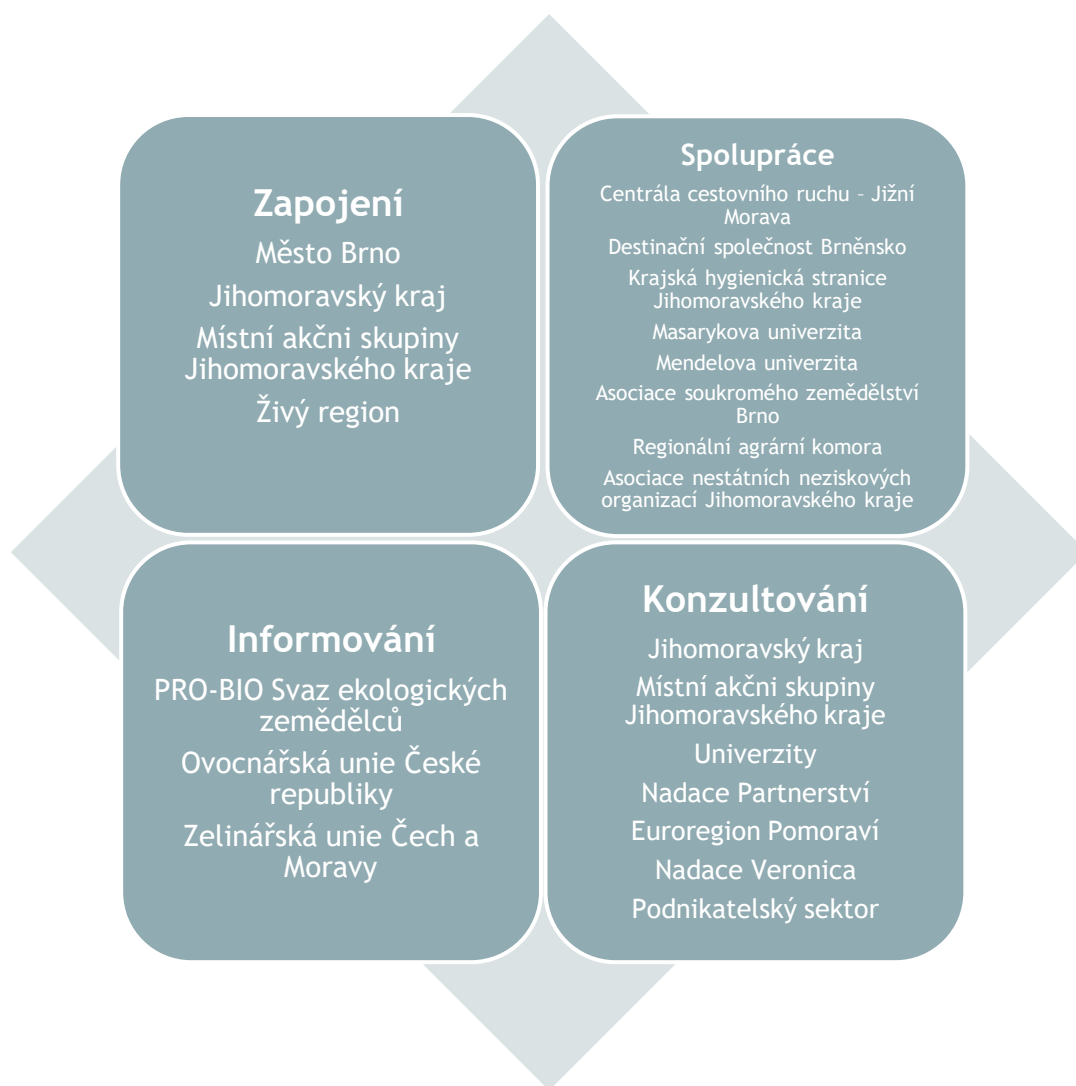 Zapojení
Město Brno
Jihomoravský kraj
Místní akčni skupiny
Jihomoravského kraje
Živý region
Spolupráce
Centrála cestovního ruchu – Jižní
Morava
Destinační společnost Brněnsko
Krajská hygienická stranice
Jihomoravského kraje
Masarykova univerzita
Mendelova univerzita
Asociace soukromého zemědělství
Brno
Regionální agrární komora
Asociace nestátních neziskových
organizací Jihomoravského kraje
Informování
PRO-BIO Svaz ekologických
zemědělců
Ovocnářská unie České
republiky
Zelinářská unie Čech a
Moravy
Konzultování
Jihomoravský kraj
Místní akčni skupiny
Jihomoravského kraje
Univerzity
Nadace Partnerství
Euroregion Pomoraví
Nadace Veronica
Podnikatelský sektor